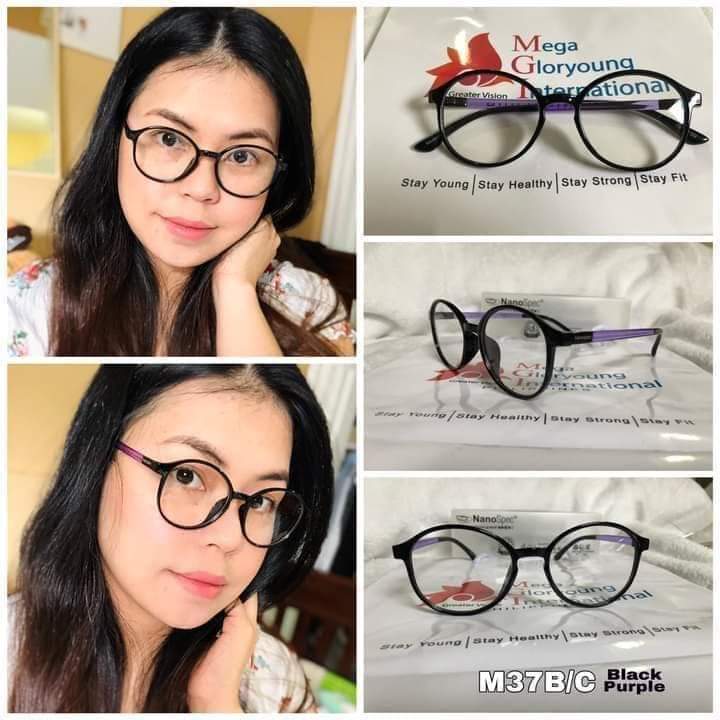 Mega
Gloryoung
International
Greater Vision
Stay Young | Stay Healthy | Stay Strong | Stay Fit
NanoSpec®
Mega
Gloryoung
International
Stay Young | Stay Healthy | Stay Strong | Stay Fit
NanoSpec®
Mega
Gloryoung
International
Greater
Stay Young | Stay Healthy | Stay Strong | Stay Fit
M37B/C Black
Purple